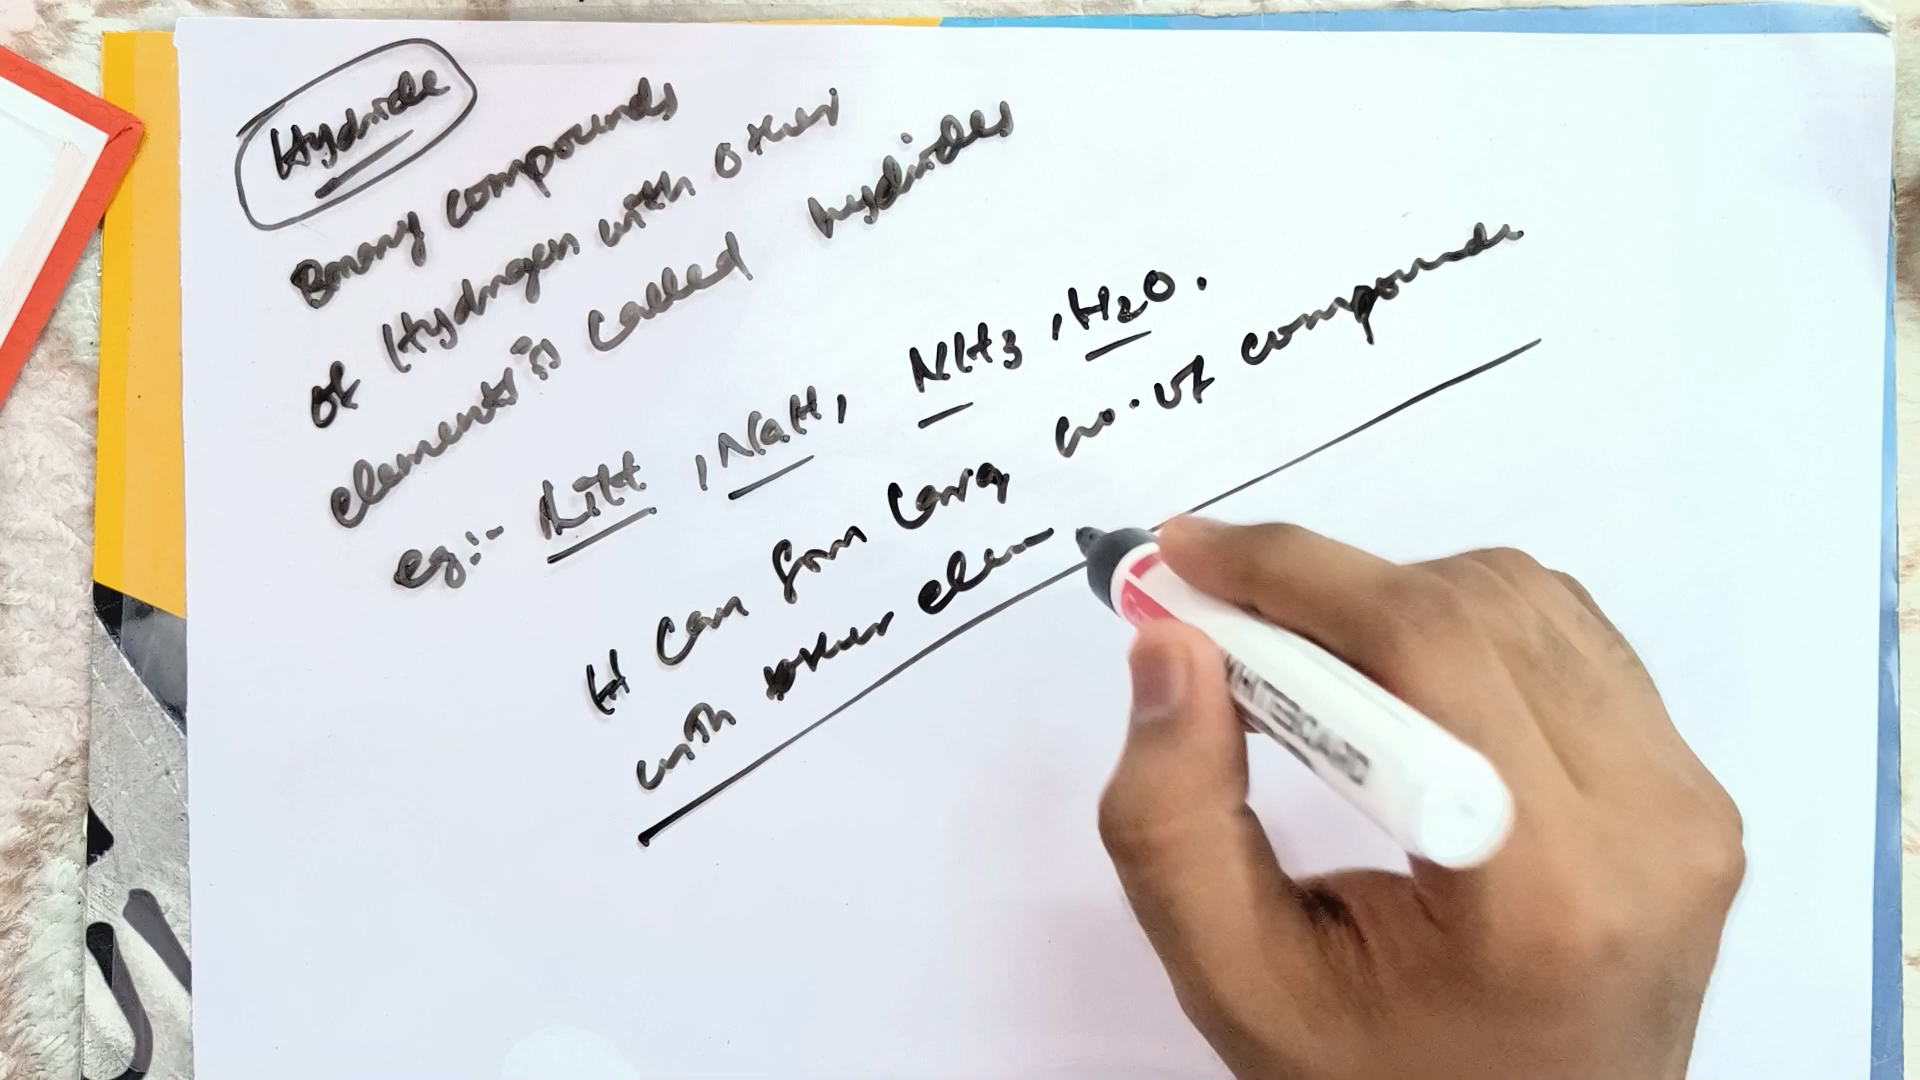 Hydride
Binary compounds
of Hydrogen with other
elements is called hydrides
eg:- LiH, NaH, NH3, H2O.
H can form large no. of compounds
with other elem
WHITEBOARD